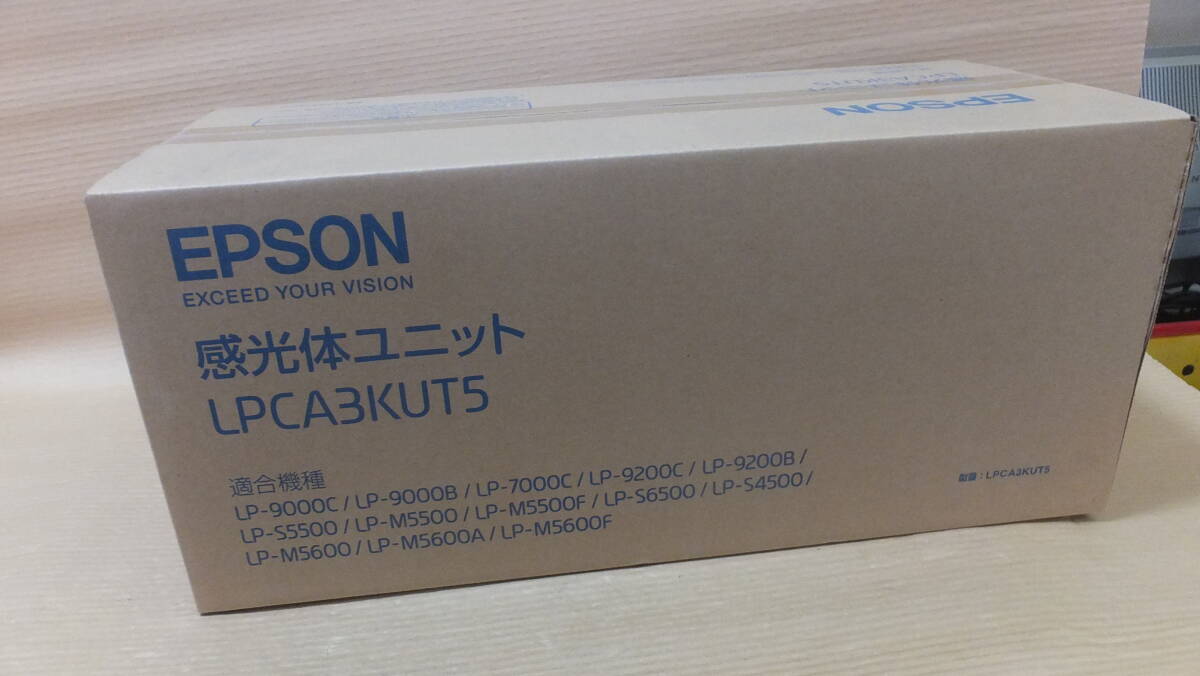 EPSON
EPSON
EXCEED YOUR VISION
感光体ユニット
LPCA3KUT5
適合機種
LP-9000C / LP-9000B / LP-7000C / LP-9200C / LP-9200B /
LP-S5500 / LP-M5500 / LP-M5500F / LP-S6500 / LP-S4500 /
LP-M5600 / LP-M5600A / LP-M5600F
型番：LPCA3KUT5